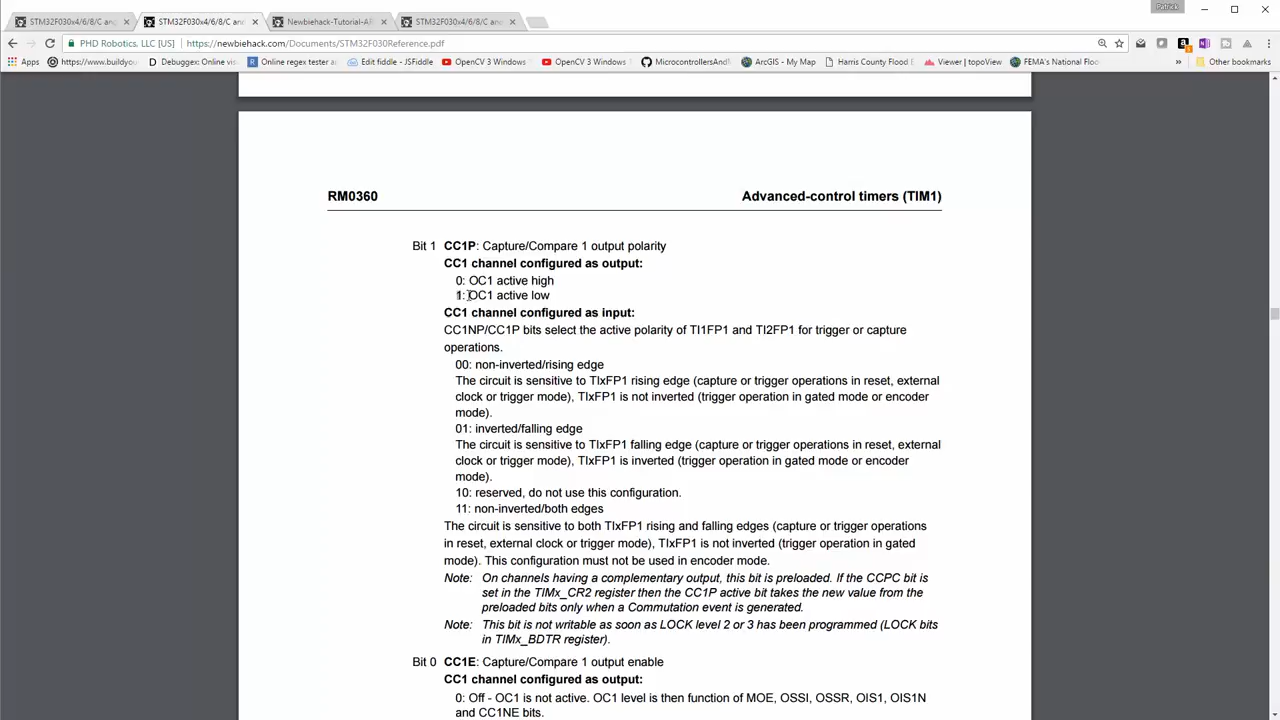 Patrick
STM32F030x4/6/8/C an
STM32F030x4/6/8/C an
Newbiehack-Tutorial-AR
STM32F030x4/6/8/C and
PHD Robotics, LLC [US]
https://newbiehack.com/Documents/STM32F030Reference.pdf
Apps
https://www.buildyou
Debuggex: Online vis
Online regex tester a
Edit fiddle - JSFiddle
OpenCV 3 Windows
OpenCV 3 Windows
MicrocontrollersAnd
ArcGIS - My Map
Harris County Flood E
Viewer | topoView
FEMA's National Floo
Other bookmarks
RM0360
Advanced-control timers (TIM1)
Bit 1 CC1P: Capture/Compare 1 output polarity
CC1 channel configured as output:
0: OC1 active high
1: OC1 active low
CC1 channel configured as input:
CC1NP/CC1P bits select the active polarity of TI1FP1 and TI2FP1 for trigger or capture
operations.
00: non-inverted/rising edge
The circuit is sensitive to TIxFP1 rising edge (capture or trigger operations in reset, external
clock or trigger mode), TIxFP1 is not inverted (trigger operation in gated mode or encoder
mode).
01: inverted/falling edge
The circuit is sensitive to TIxFP1 falling edge (capture or trigger operations in reset, external
clock or trigger mode), TIxFP1 is inverted (trigger operation in gated mode or encoder
mode).
10: reserved, do not use this configuration.
11: non-inverted/both edges
The circuit is sensitive to both TIxFP1 rising and falling edges (capture or trigger operations
in reset, external clock or trigger mode), TIxFP1 is not inverted (trigger operation in gated
mode). This configuration must not be used in encoder mode.
Note: On channels having a complementary output, this bit is preloaded. If the CCPC bit is
set in the TIMx_CR2 register then the CC1P active bit takes the new value from the
preloaded bits only when a Commutation event is generated.
Note: This bit is not writable as soon as LOCK level 2 or 3 has been programmed (LOCK bits
in TIMx_BDTR register).
Bit 0 CC1E: Capture/Compare 1 output enable
CC1 channel configured as output:
0: Off - OC1 is not active. OC1 level is then function of MOE, OSSI, OSSR, OIS1, OIS1N
and CC1NE bits.